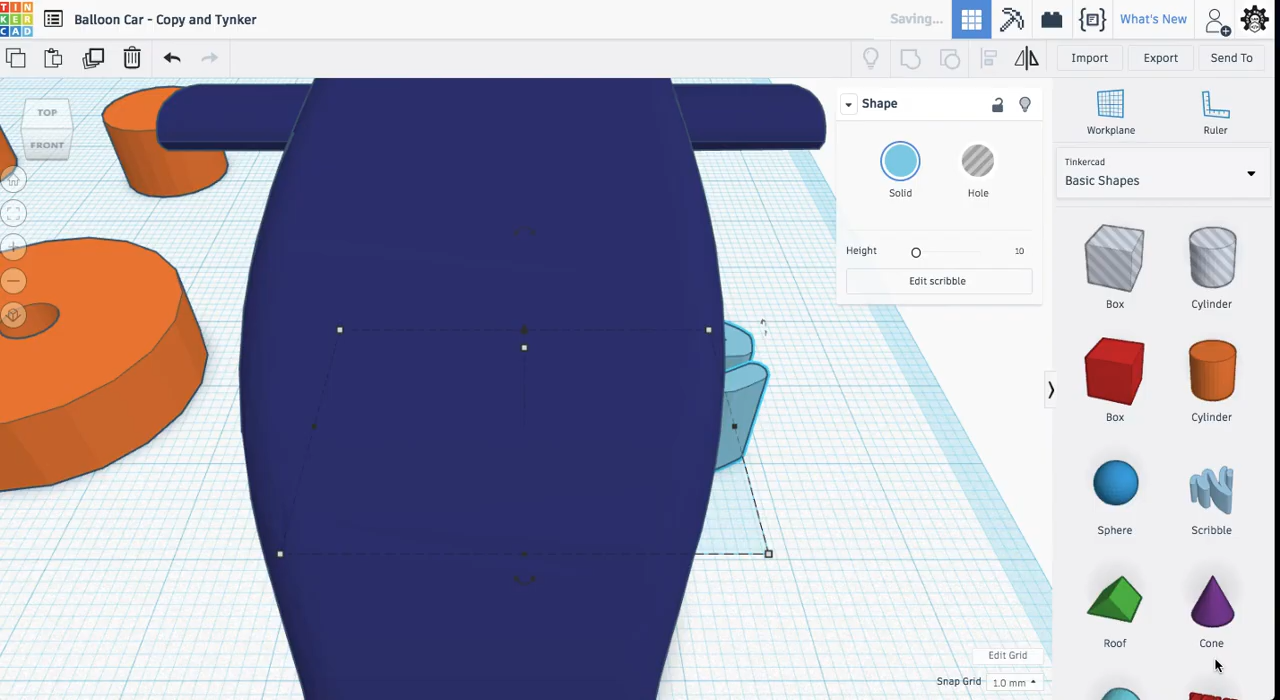 TIN
KER
CAD
Balloon Car - Copy and Tynker
Saving...
What's New
Import
Export
Send To
TOP
FRONT
Shape
Solid
Hole
Height
10
Edit scribble
Workplane
Ruler
Tinkercad
Basic Shapes
Box
Cylinder
Box
Cylinder
Sphere
Scribble
Roof
Cone
Edit Grid
Snap Grid
1.0 mm